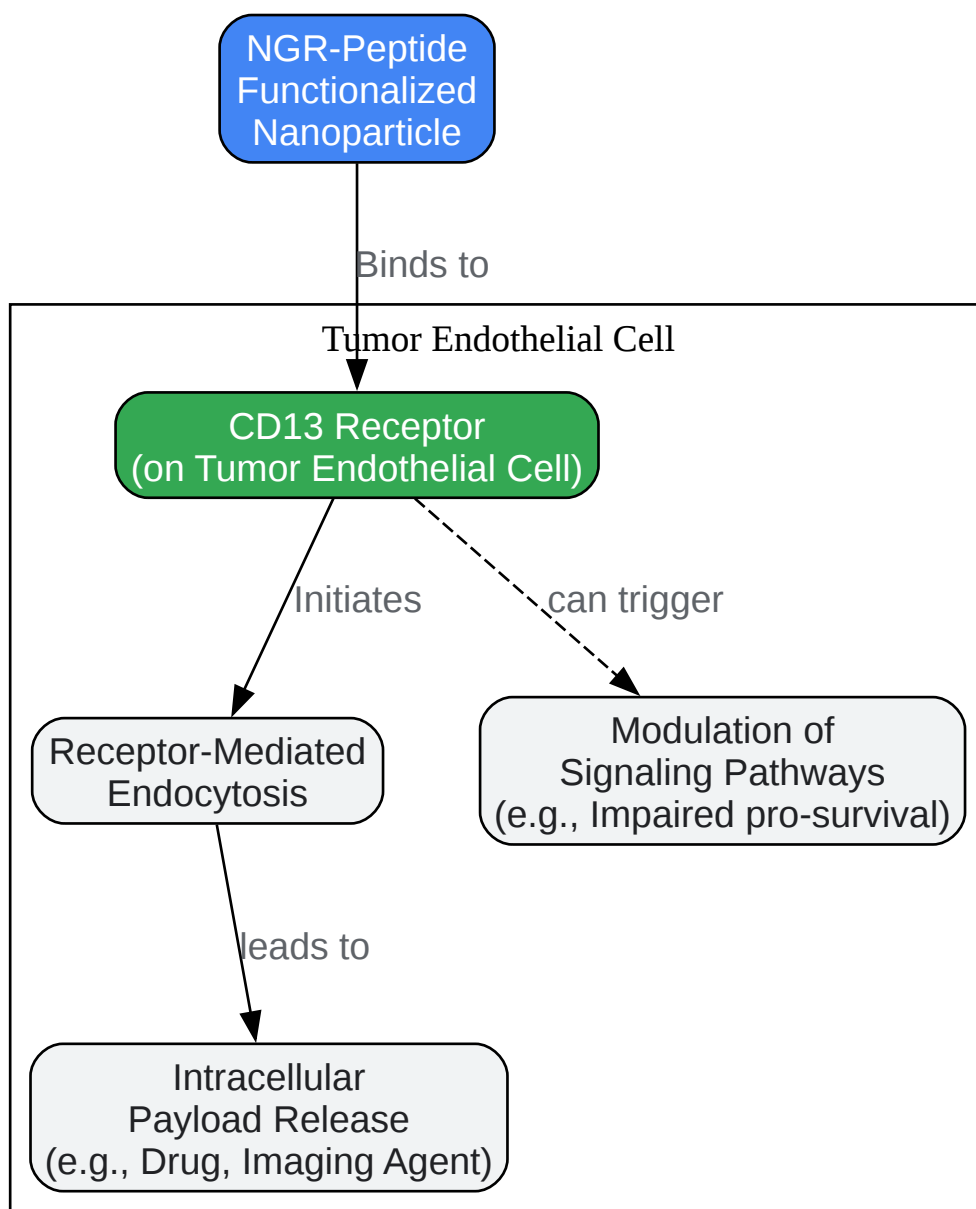 NGR-Peptide
Functionalized
Nanoparticle
Binds to
Tumor Endothelial Cell
CD13 Receptor
(on Tumor Endothelial Cell)
Initiates
can trigger
Receptor-Mediated
Endocytosis
Modulation of
Signaling Pathways
(e.g., Impaired pro-survival)
leads to
Intracellular
Payload Release
(e.g., Drug, Imaging Agent)